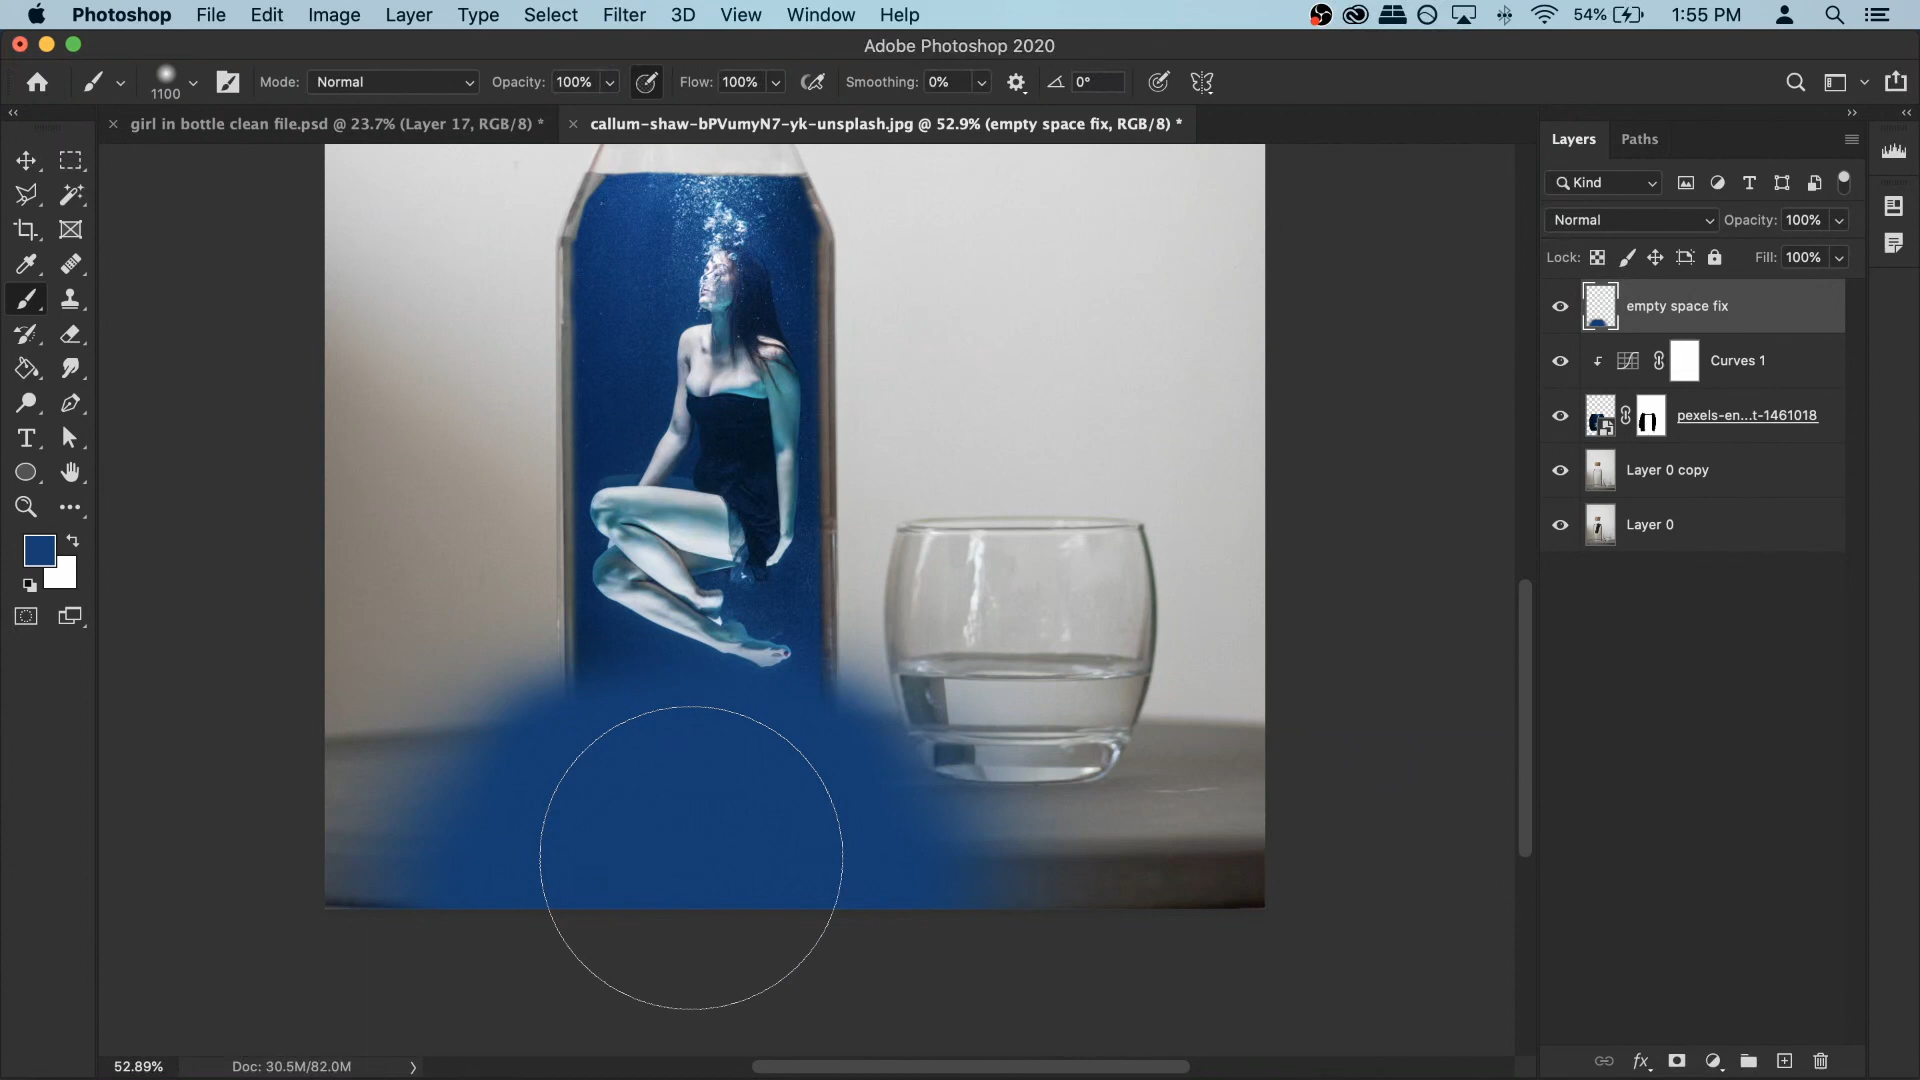 Photoshop File Edit Image Layer Type Select Filter 3D View Window Help 54% 1:55 PM
Adobe Photoshop 2020
1100 Mode: Normal Opacity: 100% Flow: 100% Smoothing: 0% 0°
girl in bottle clean file.psd @ 23.7% (Layer 17, RGB/8) * callum-shaw-bPVumyN7-yk-unsplash.jpg @ 52.9% (empty space fix, RGB/8) *
Layers Paths
Kind
Normal Opacity: 100%
Lock: Fill: 100%
empty space fix
Curves 1
pexels-en...t-1461018
Layer 0 copy
Layer 0
52.89% Doc: 30.5M/82.0M